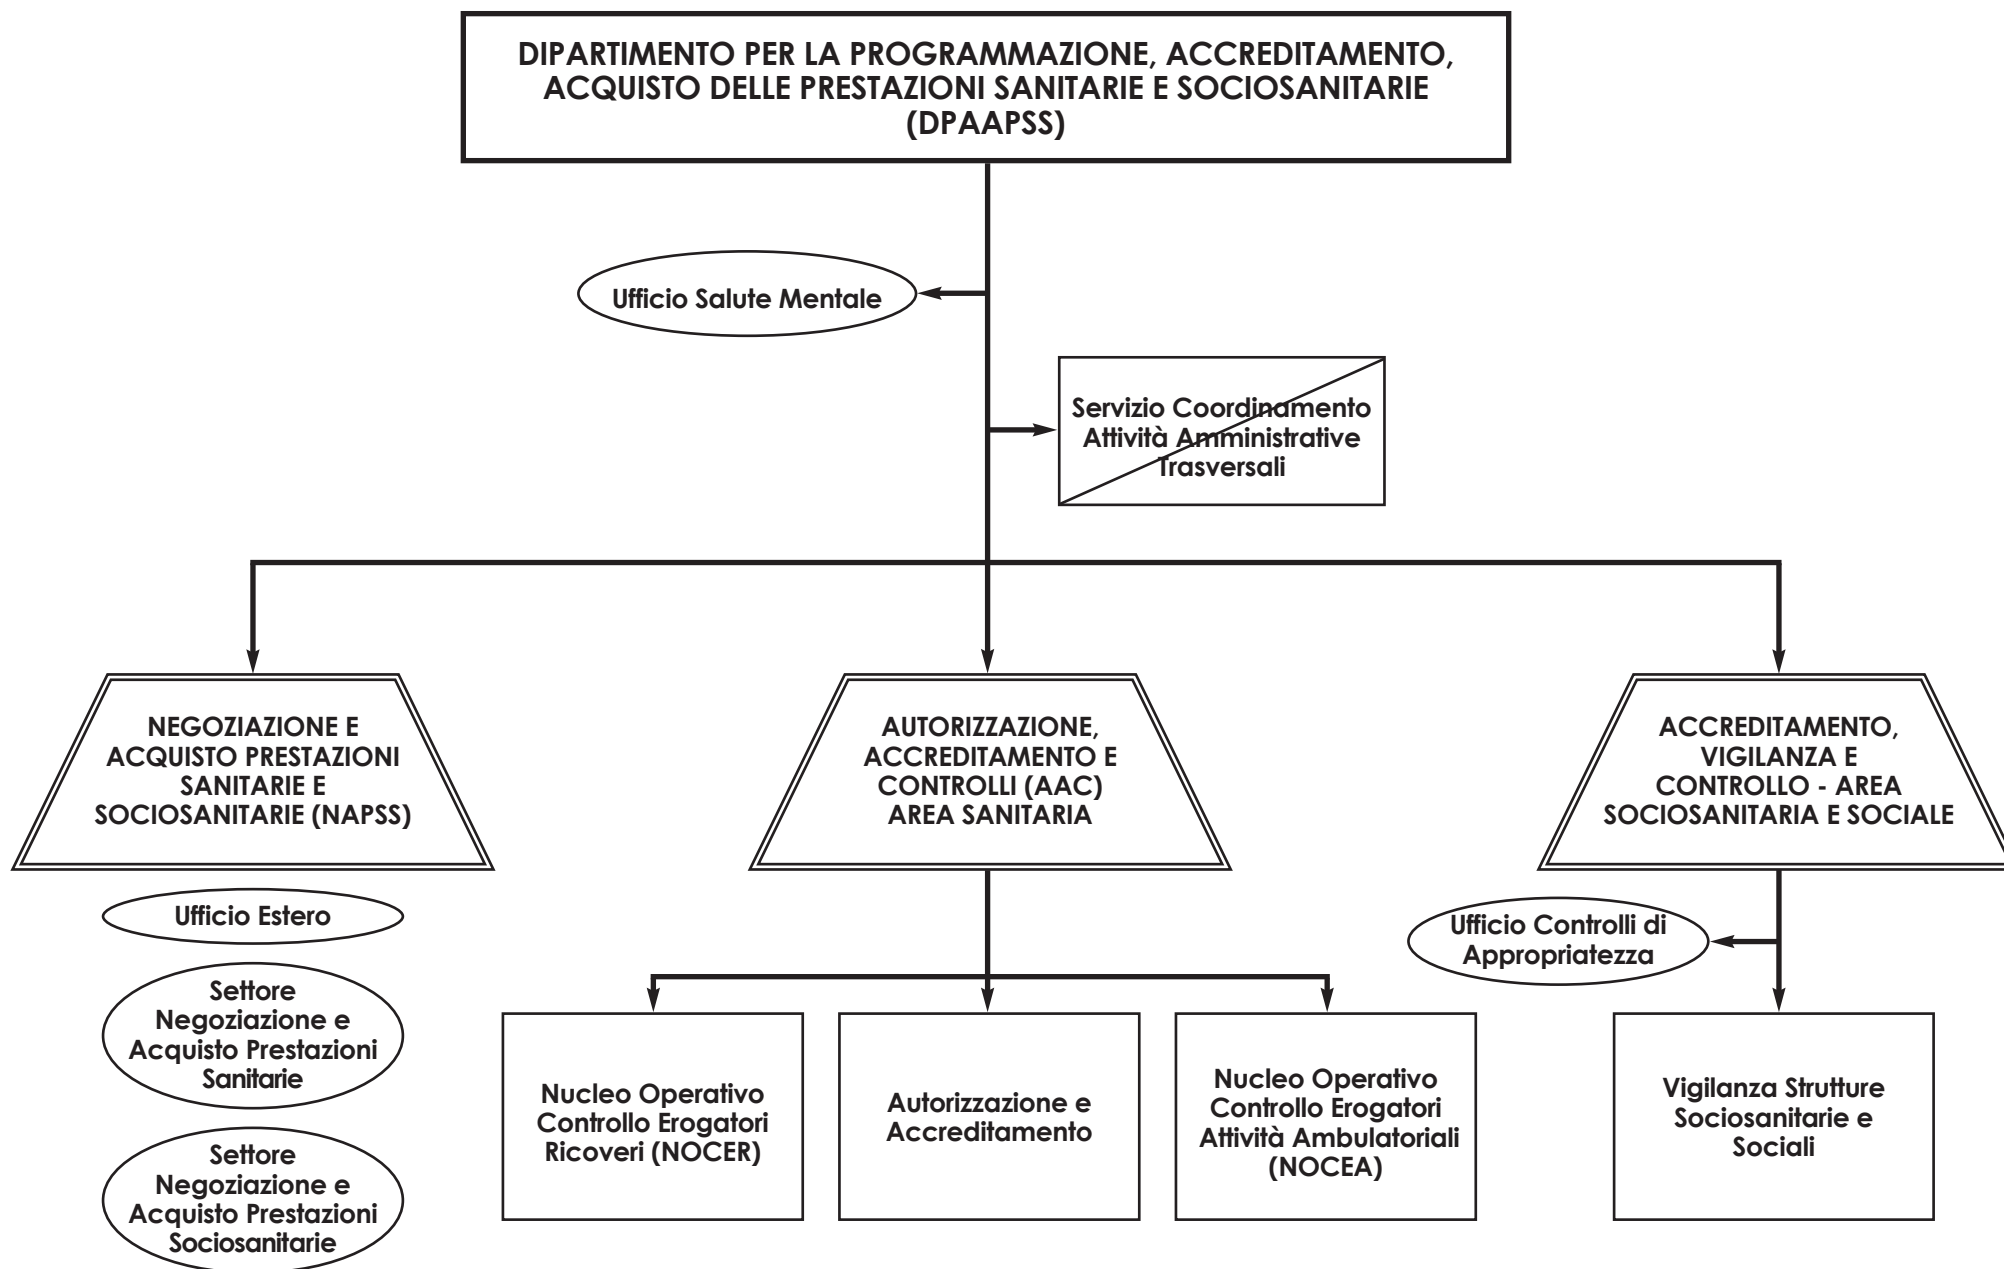 DIPARTIMENTO PER LA PROGRAMMAZIONE, ACCREDITAMENTO,
ACQUISTO DELLE PRESTAZIONI SANITARIE E SOCIOSANITARIE
(DPAAPSS)
Ufficio Salute Mentale
Servizio Coordinamento
Attività Amministrative
Trasversali
NEGOZIAZIONE E
ACQUISTO PRESTAZIONI
SANITARIE E
SOCIOSANITARIE (NAPSS)
AUTORIZZAZIONE,
ACCREDITAMENTO E
CONTROLLI (AAC)
AREA SANITARIA
ACCREDITAMENTO,
VIGILANZA E
CONTROLLO - AREA
SOCIOSANITARIA E SOCIALE
Ufficio Estero
Settore
Negoziazione e
Acquisto Prestazioni
Sanitarie
Settore
Negoziazione e
Acquisto Prestazioni
Sociosanitarie
Nucleo Operativo
Controllo Erogatori
Ricoveri (NOCER)
Autorizzazione e
Accreditamento
Nucleo Operativo
Controllo Erogatori
Attività Ambulatoriali
(NOCEA)
Ufficio Controlli di
Appropriatezza
Vigilanza Strutture
Sociosanitarie e
Sociali